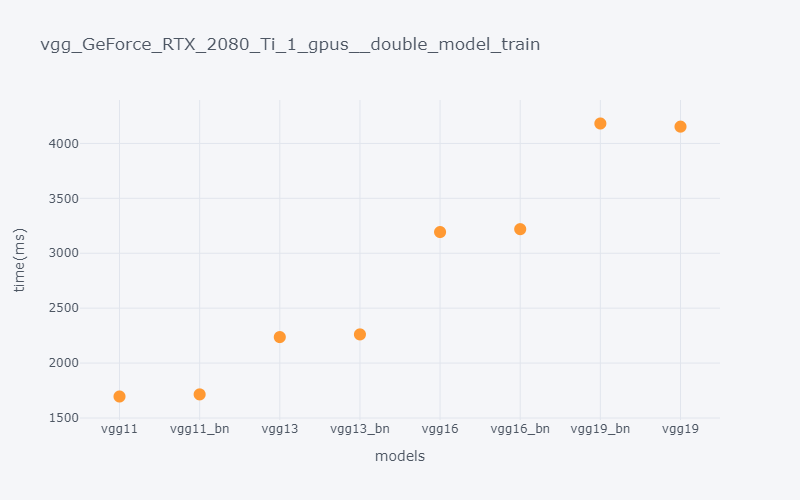 vgg_GeForce_RTX_2080_Ti_1_gpus__double_model_train
time(ms)
4000
3500
3000
2500
2000
1500
vgg11 vgg11_bn vgg13 vgg13_bn vgg16 vgg16_bn vgg19_bn vgg19
models